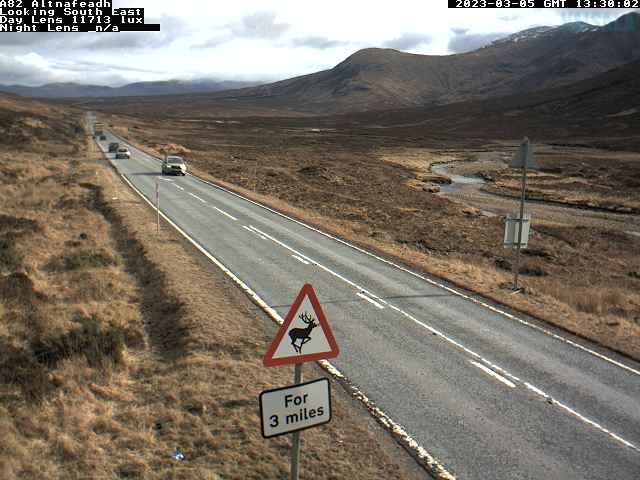 A82 Altnafeadh
Looking South East
Day Lens 11713 lux
Night Lens _n/a
2023-03-05 GMT 13:30:02
For
3 miles